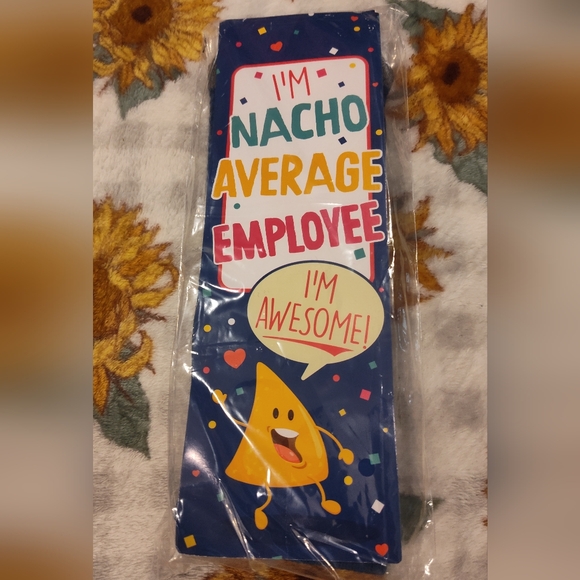 I'M
NACHO
AVERAGE
EMPLOYEE
I'M
AWESOME!